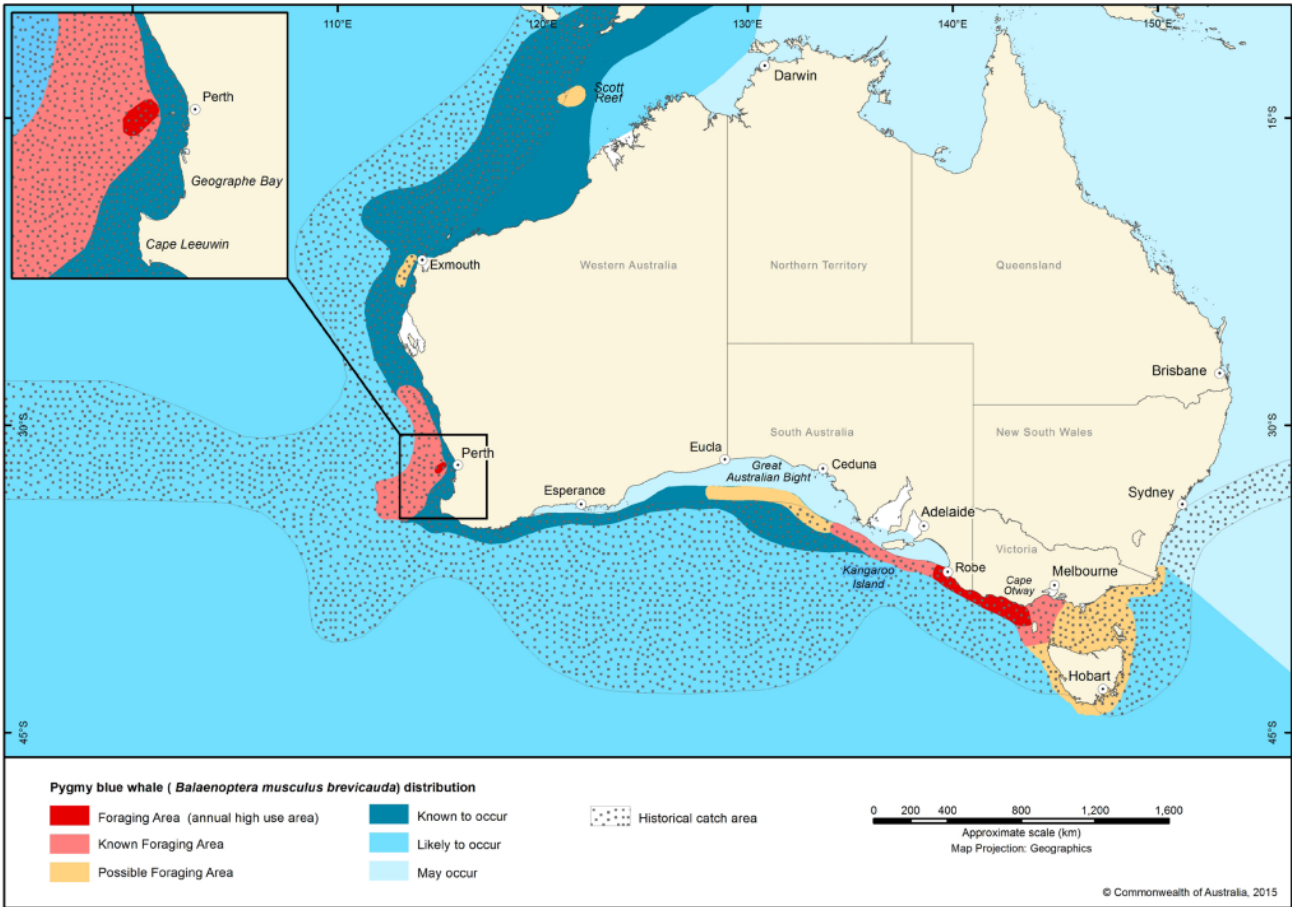 110°E
120°E
130°E
140°E
150°E
Perth
Geographe Bay
Cape Leeuwin
Scott
Reef
Darwin
15°S
15°S
Exmouth
Western Australia
Northern Territory
Queensland
Brisbane
30°S
30°S
Perth
Eucla
South Australia
New South Wales
Great
Australian Bight
Ceduna
Esperance
Sydney
Adelaide
Victoria
Kangaroo
Island
Robe
Cape
Otway
Melbourne
Hobart
45°S
45°S
Pygmy blue whale ( Balaenoptera musculus brevicauda) distribution
Foraging Area (annual high use area)
Known Foraging Area
Possible Foraging Area
Known to occur
Likely to occur
May occur
Historical catch area
0 200 400 800 1,200 1,600
Approximate scale (km)
Map Projection: Geographics
© Commonwealth of Australia, 2015